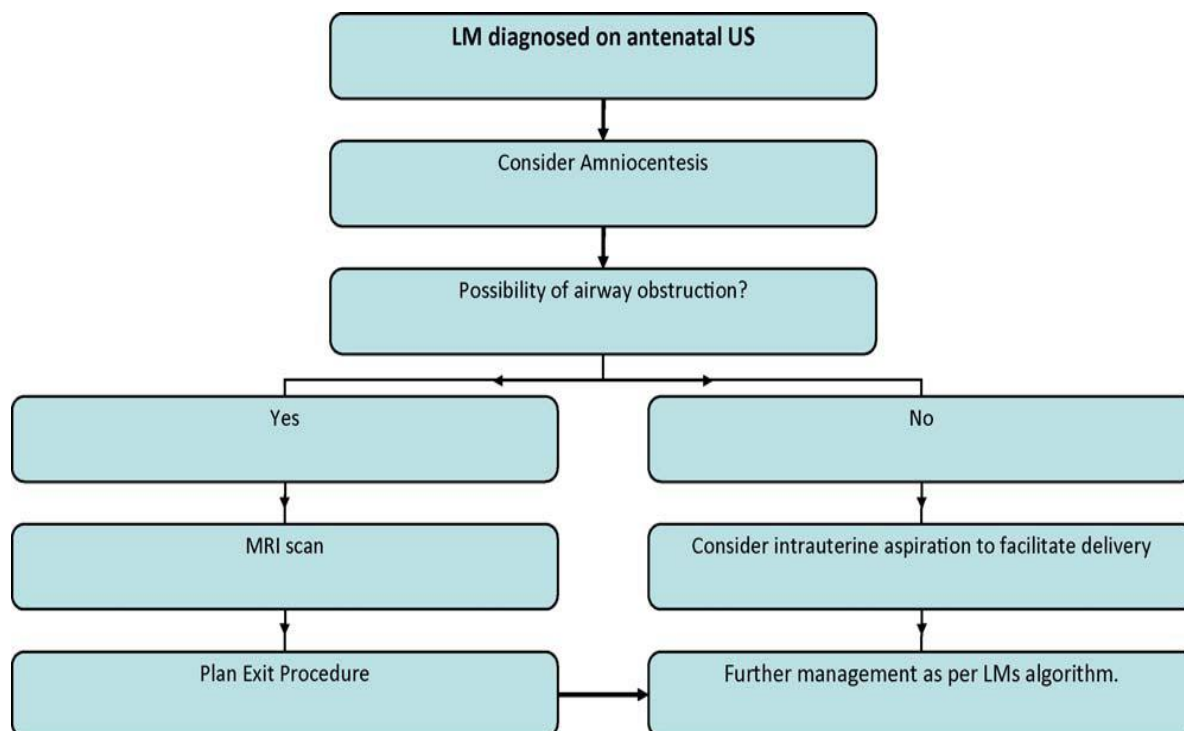 LM diagnosed on antenatal US
Consider Amniocentesis
Possibility of airway obstruction?
Yes
No
MRI scan
Consider intrauterine aspiration to facilitate delivery
Plan Exit Procedure
Further management as per LMs algorithm.